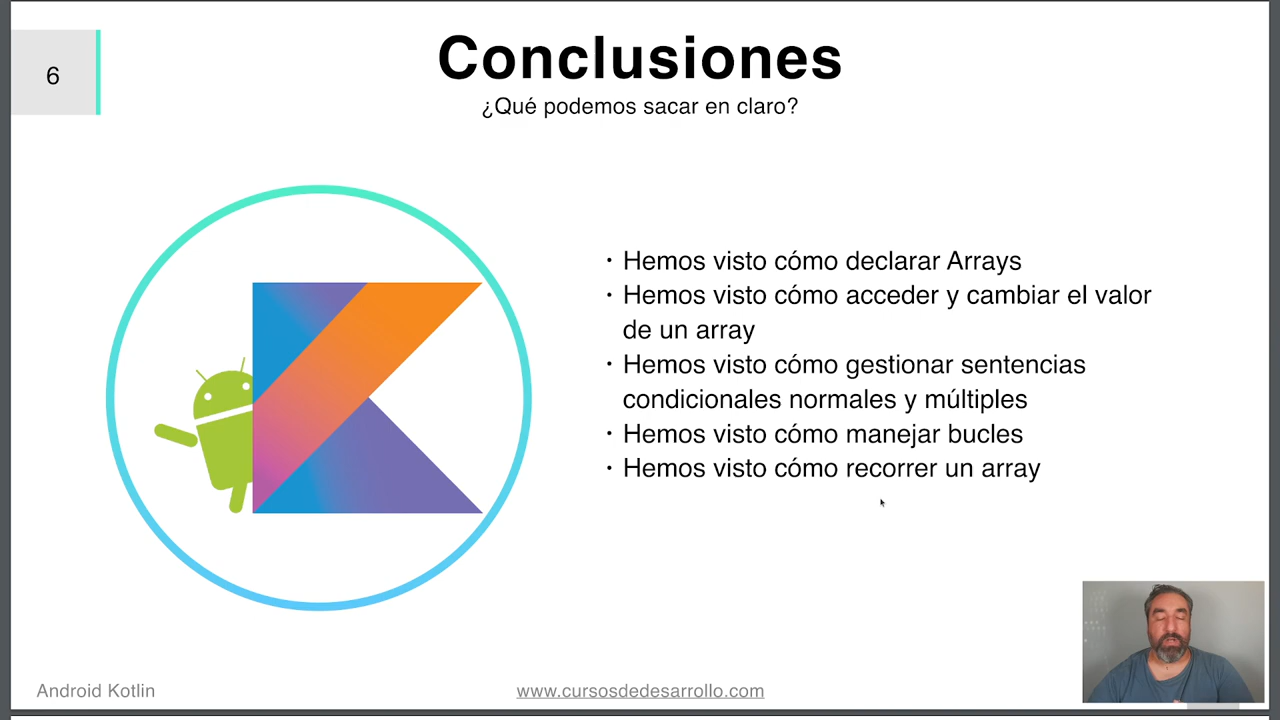 6
Conclusiones
¿Qué podemos sacar en claro?
· Hemos visto cómo declarar Arrays
· Hemos visto cómo acceder y cambiar el valor
de un array
· Hemos visto cómo gestionar sentencias
condicionales normales y múltiples
· Hemos visto cómo manejar bucles
· Hemos visto cómo recorrer un array
Android Kotlin
www.cursosdedesarrollo.com